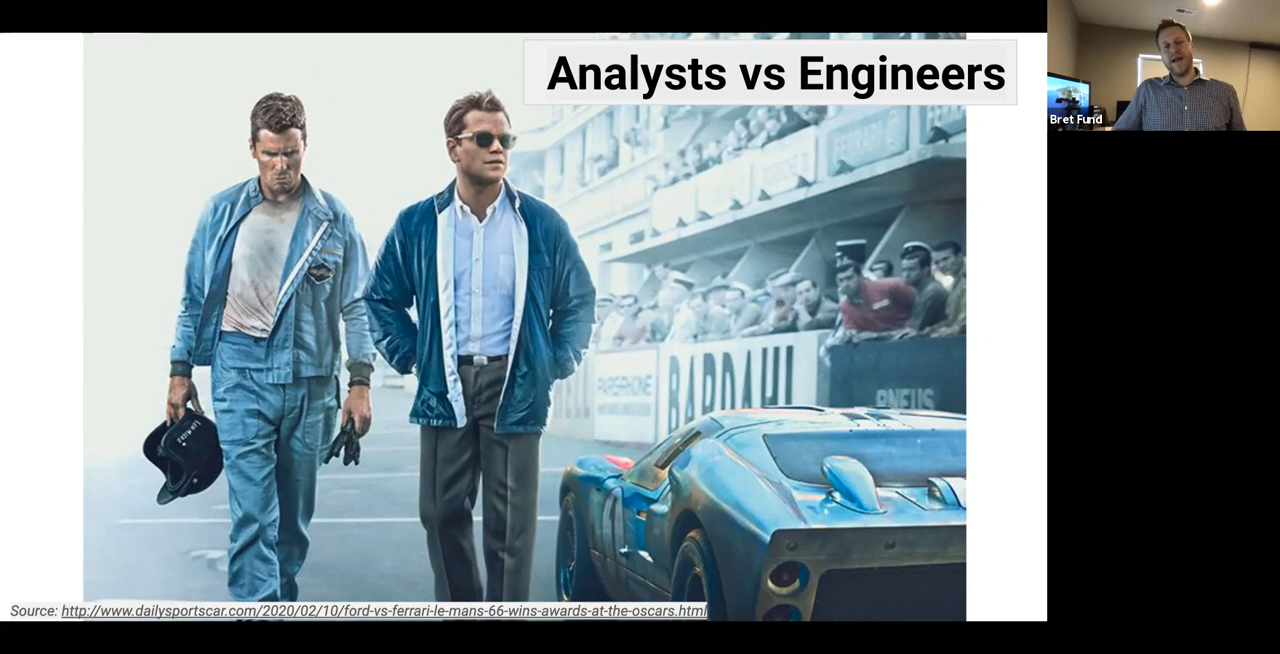 Analysts vs Engineers
Bret Fund
FERRARI
BARDAHL
PNEUS
Source: http://www.dailysportscar.com/2020/02/10/ford-vs-ferrari-le-mans-66-wins-awards-at-the-oscars.html